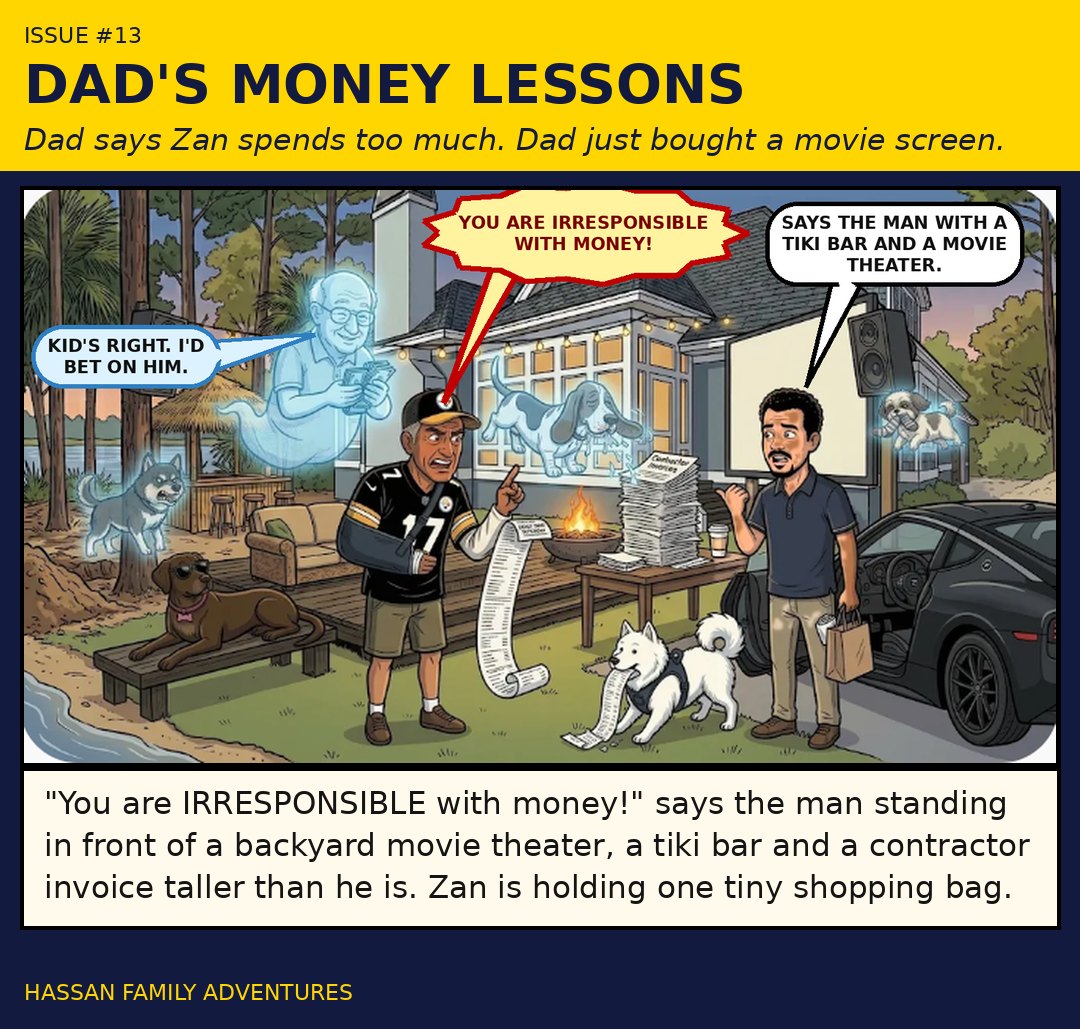 ISSUE #13
DAD'S MONEY LESSONS
Dad says Zan spends too much. Dad just bought a movie screen.
YOU ARE IRRESPONSIBLE
WITH MONEY!
SAYS THE MAN WITH A
TIKI BAR AND A MOVIE
THEATER.
KID'S RIGHT. I'D
BET ON HIM.
Contractor
Invoices
17
"You are IRRESPONSIBLE with money!" says the man standing
in front of a backyard movie theater, a tiki bar and a contractor
invoice taller than he is. Zan is holding one tiny shopping bag.
HASSAN FAMILY ADVENTURES